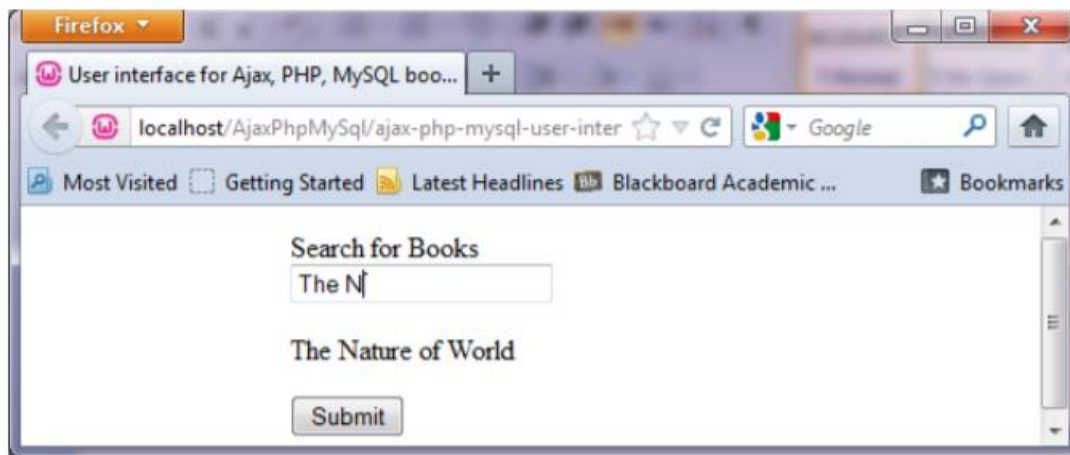 Firefox
User interface for Ajax, PHP, MySQL boo...
localhost/AjaxPhpMySql/ajax-php-mysql-user-inter
Google
Most Visited Getting Started Latest Headlines Bb Blackboard Academic ... Bookmarks
Search for Books
The N
The Nature of World
Submit